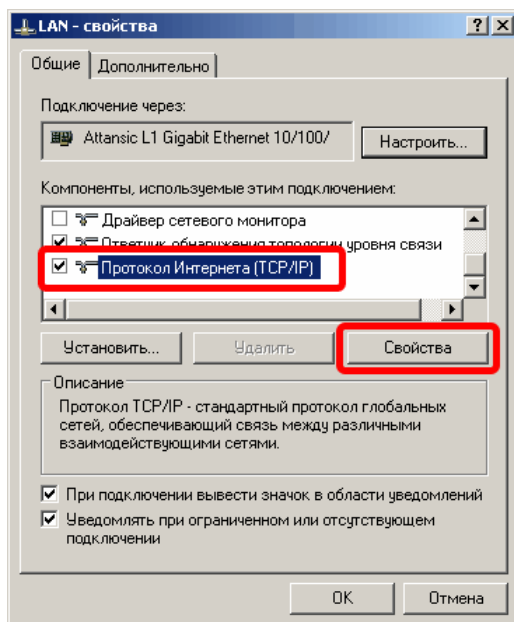 LAN - свойства
Общие
Дополнительно
Подключение через:
Attansic L1 Gigabit Ethernet 10/100/
Настроить...
Компоненты, используемые этим подключением:
Драйвер сетевого монитора
Ответчик обнаружения топологии уровня связи
Протокол Интернета (TCP/IP)
Установить...
Удалить
Свойства
Описание
Протокол TCP/IP - стандартный протокол глобальных
сетей, обеспечивающий связь между различными
взаимодействующими сетями.
При подключении вывести значок в области уведомлений
Уведомлять при ограниченном или отсутствующем
подключении
OK
Отмена